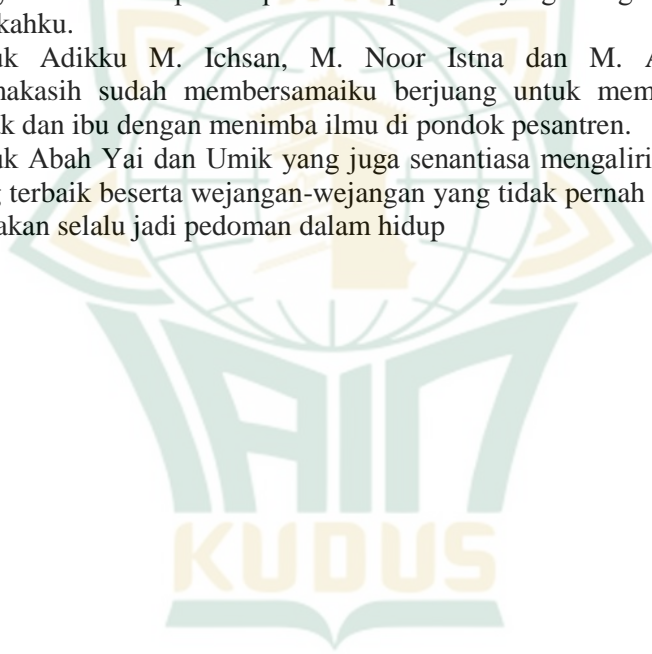 kahku.
uk Adikku M. Ichsan, M. Noor Istna dan M. A
nakasih sudah membersamaiku berjuang untuk mem
k dan ibu dengan menimba ilmu di pondok pesantren.
uk Abah Yai dan Umik yang juga senantiasa mengaliri
g terbaik beserta wejangan-wejangan yang tidak pernah
akan selalu jadi pedoman dalam hidup
IAIN
KUDUS